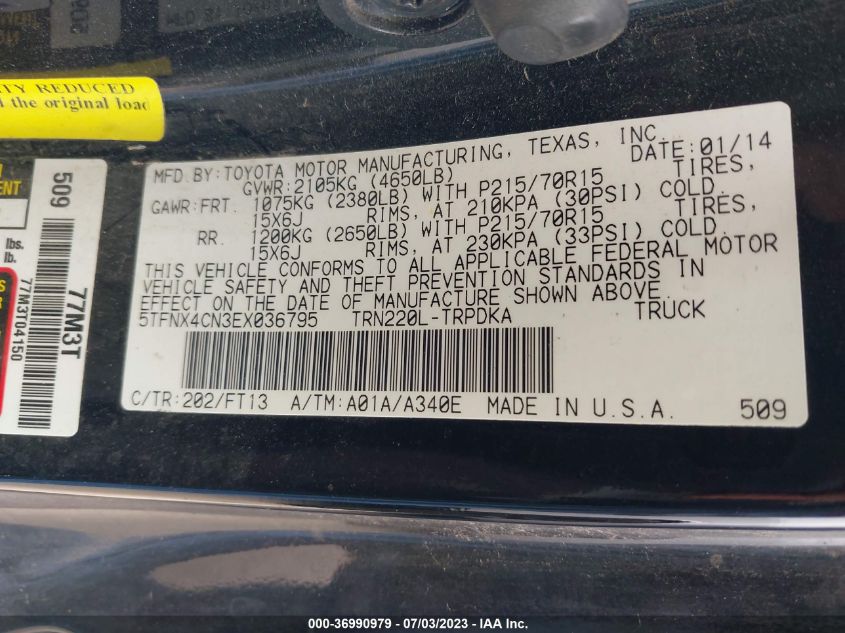 ITY REDUCED
d the original load
MFD. BY: TOYOTA MOTOR MANUFACTURING, TEXAS, INC.
DATE: 01/14
GVWR: 2105KG (4650LB)
GAWR: FRT. 1075KG (2380LB) WITH P215/70R15 TIRES,
15X6J RIMS, AT 210KPA (30PSI) COLD.
RR. 1200KG (2650LB) WITH P215/70R15 TIRES,
15X6J RIMS, AT 230KPA (33PSI) COLD.
THIS VEHICLE CONFORMS TO ALL APPLICABLE FEDERAL MOTOR
VEHICLE SAFETY AND THEFT PREVENTION STANDARDS IN
EFFECT ON THE DATE OF MANUFACTURE SHOWN ABOVE.
5TFNX4CN3EX036795 TRN220L-TRPDKA TRUCK
C/TR: 202/FT13 A/TM: A01A/A340E MADE IN U.S.A. 509
509
77M3T
77M3T04150
lbs.
lb.
000-36990979 / 07/03/2023 - IAA Inc.